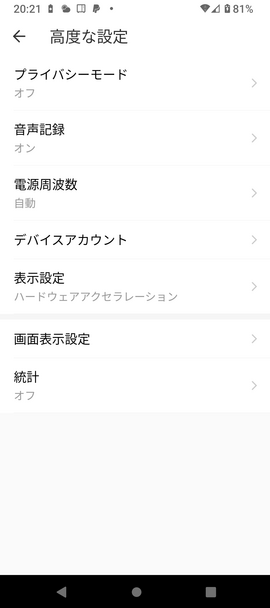 20:21
81%
高度な設定
プライバシーモード
オフ
音声記録
オン
電源周波数
自動
デバイスアカウント
表示設定
ハードウェアアクセラレーション
画面表示設定
統計
オフ